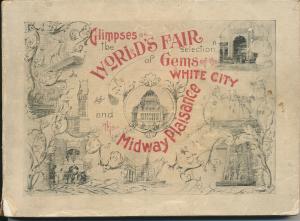 Glimpses of
The
WORLD'S FAIR
A
Selection
of Gems of the
WHITE CITY
and
The
Midway Plaisance